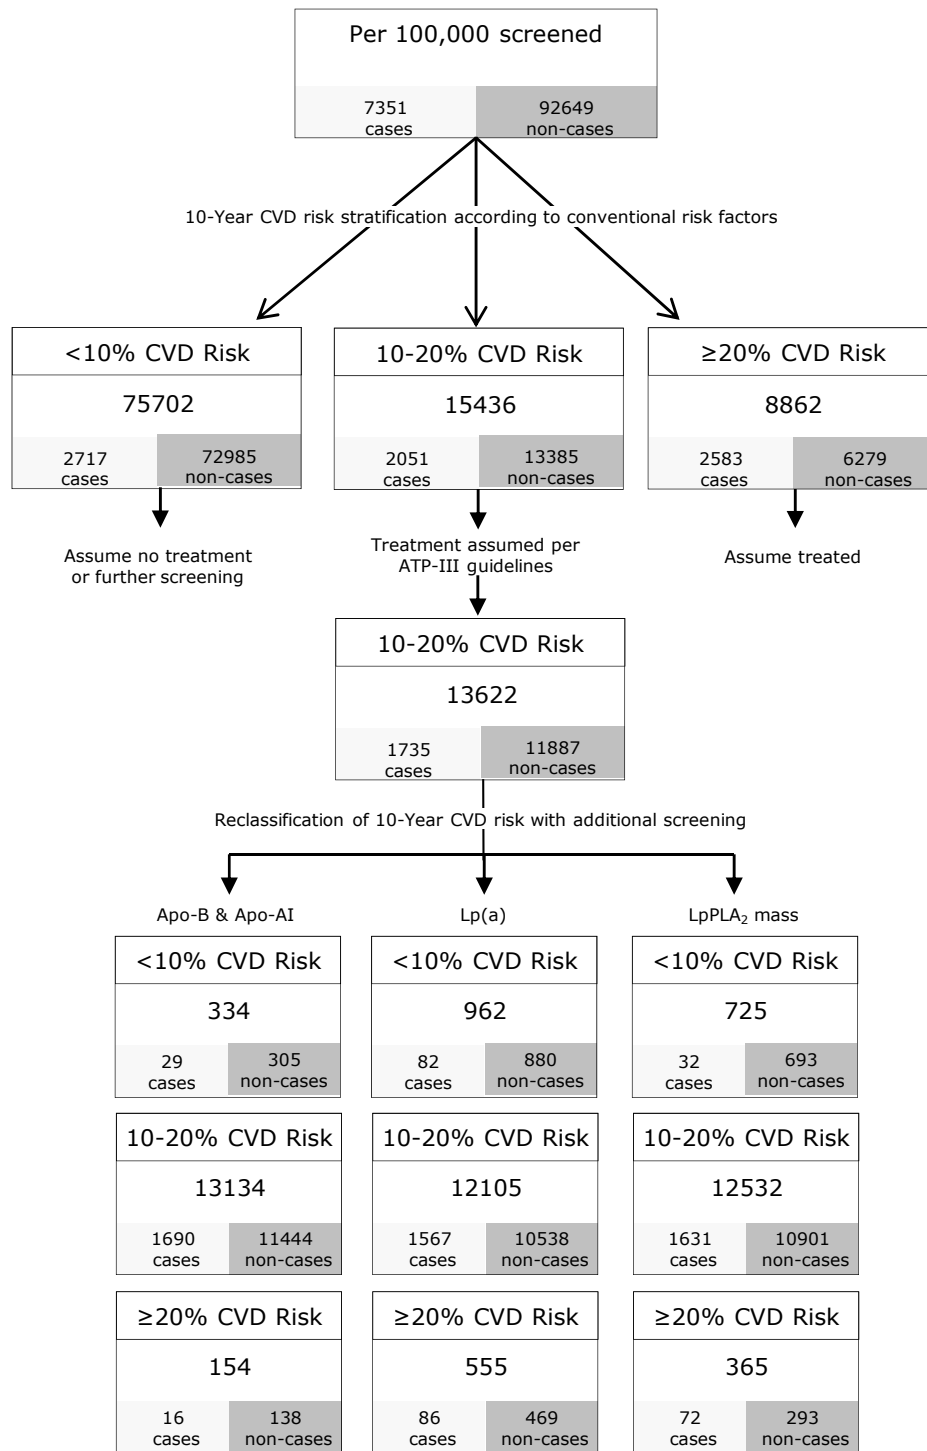 Per 100,000 screened
7351
cases
92649
non-cases
10-Year CVD risk stratification according to conventional risk factors
<10% CVD Risk
75702
2717
cases
72985
non-cases
10-20% CVD Risk
15436
2051
cases
13385
non-cases
≥20% CVD Risk
8862
2583
cases
6279
non-cases
Assume no treatment
or further screening
Treatment assumed per
ATP-III guidelines
Assume treated
10-20% CVD Risk
13622
1735
cases
11887
non-cases
Reclassification of 10-Year CVD risk with additional screening
Apo-B & Apo-AI
<10% CVD Risk
334
29
cases
305
non-cases
10-20% CVD Risk
13134
1690
cases
11444
non-cases
≥20% CVD Risk
154
16
cases
138
non-cases
Lp(a)
<10% CVD Risk
962
82
cases
880
non-cases
10-20% CVD Risk
12105
1567
cases
10538
non-cases
≥20% CVD Risk
555
86
cases
469
non-cases
LpPLA₂ mass
<10% CVD Risk
725
32
cases
693
non-cases
10-20% CVD Risk
12532
1631
cases
10901
non-cases
≥20% CVD Risk
365
72
cases
293
non-cases